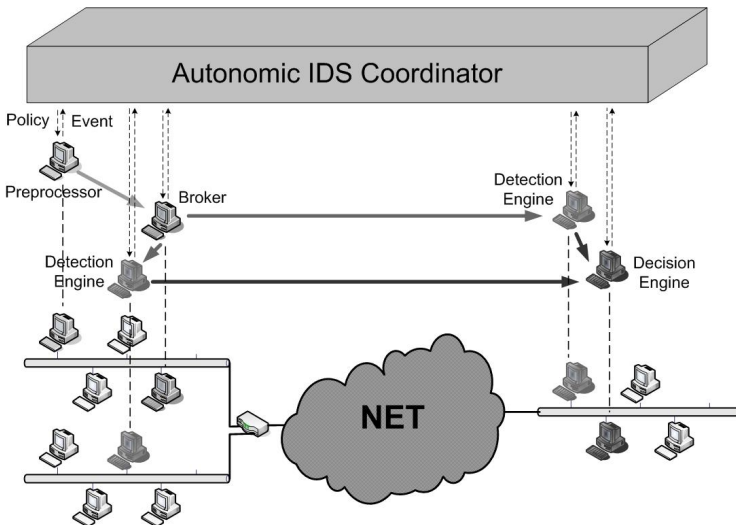 Autonomic IDS Coordinator
Policy
Event
Preprocessor
Broker
Detection
Engine
Detection
Engine
Decision
Engine
NET